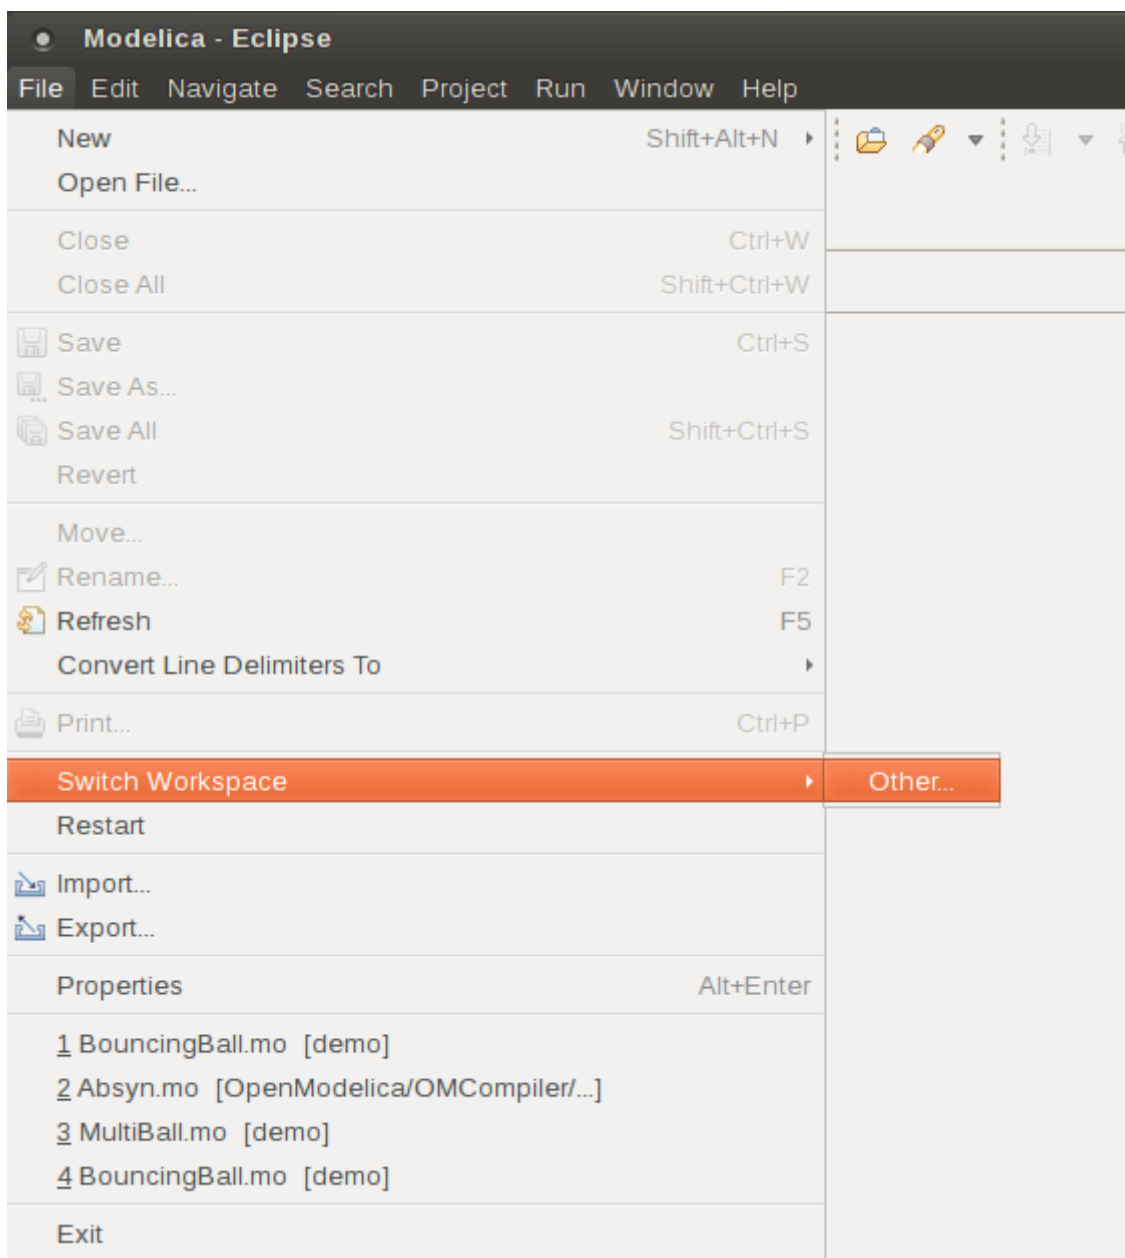 Modelica - Eclipse
File Edit Navigate Search Project Run Window Help
New Shift+Alt+N
Open File...
Close Ctrl+W
Close All Shift+Ctrl+W
Save Ctrl+S
Save As...
Save All Shift+Ctrl+S
Revert
Move...
Rename... F2
Refresh F5
Convert Line Delimiters To
Print... Ctrl+P
Switch Workspace Other...
Restart
Import...
Export...
Properties Alt+Enter
1 BouncingBall.mo [demo]
2 Absyn.mo [OpenModelica/OMCompiler/...]
3 MultiBall.mo [demo]
4 BouncingBall.mo [demo]
Exit